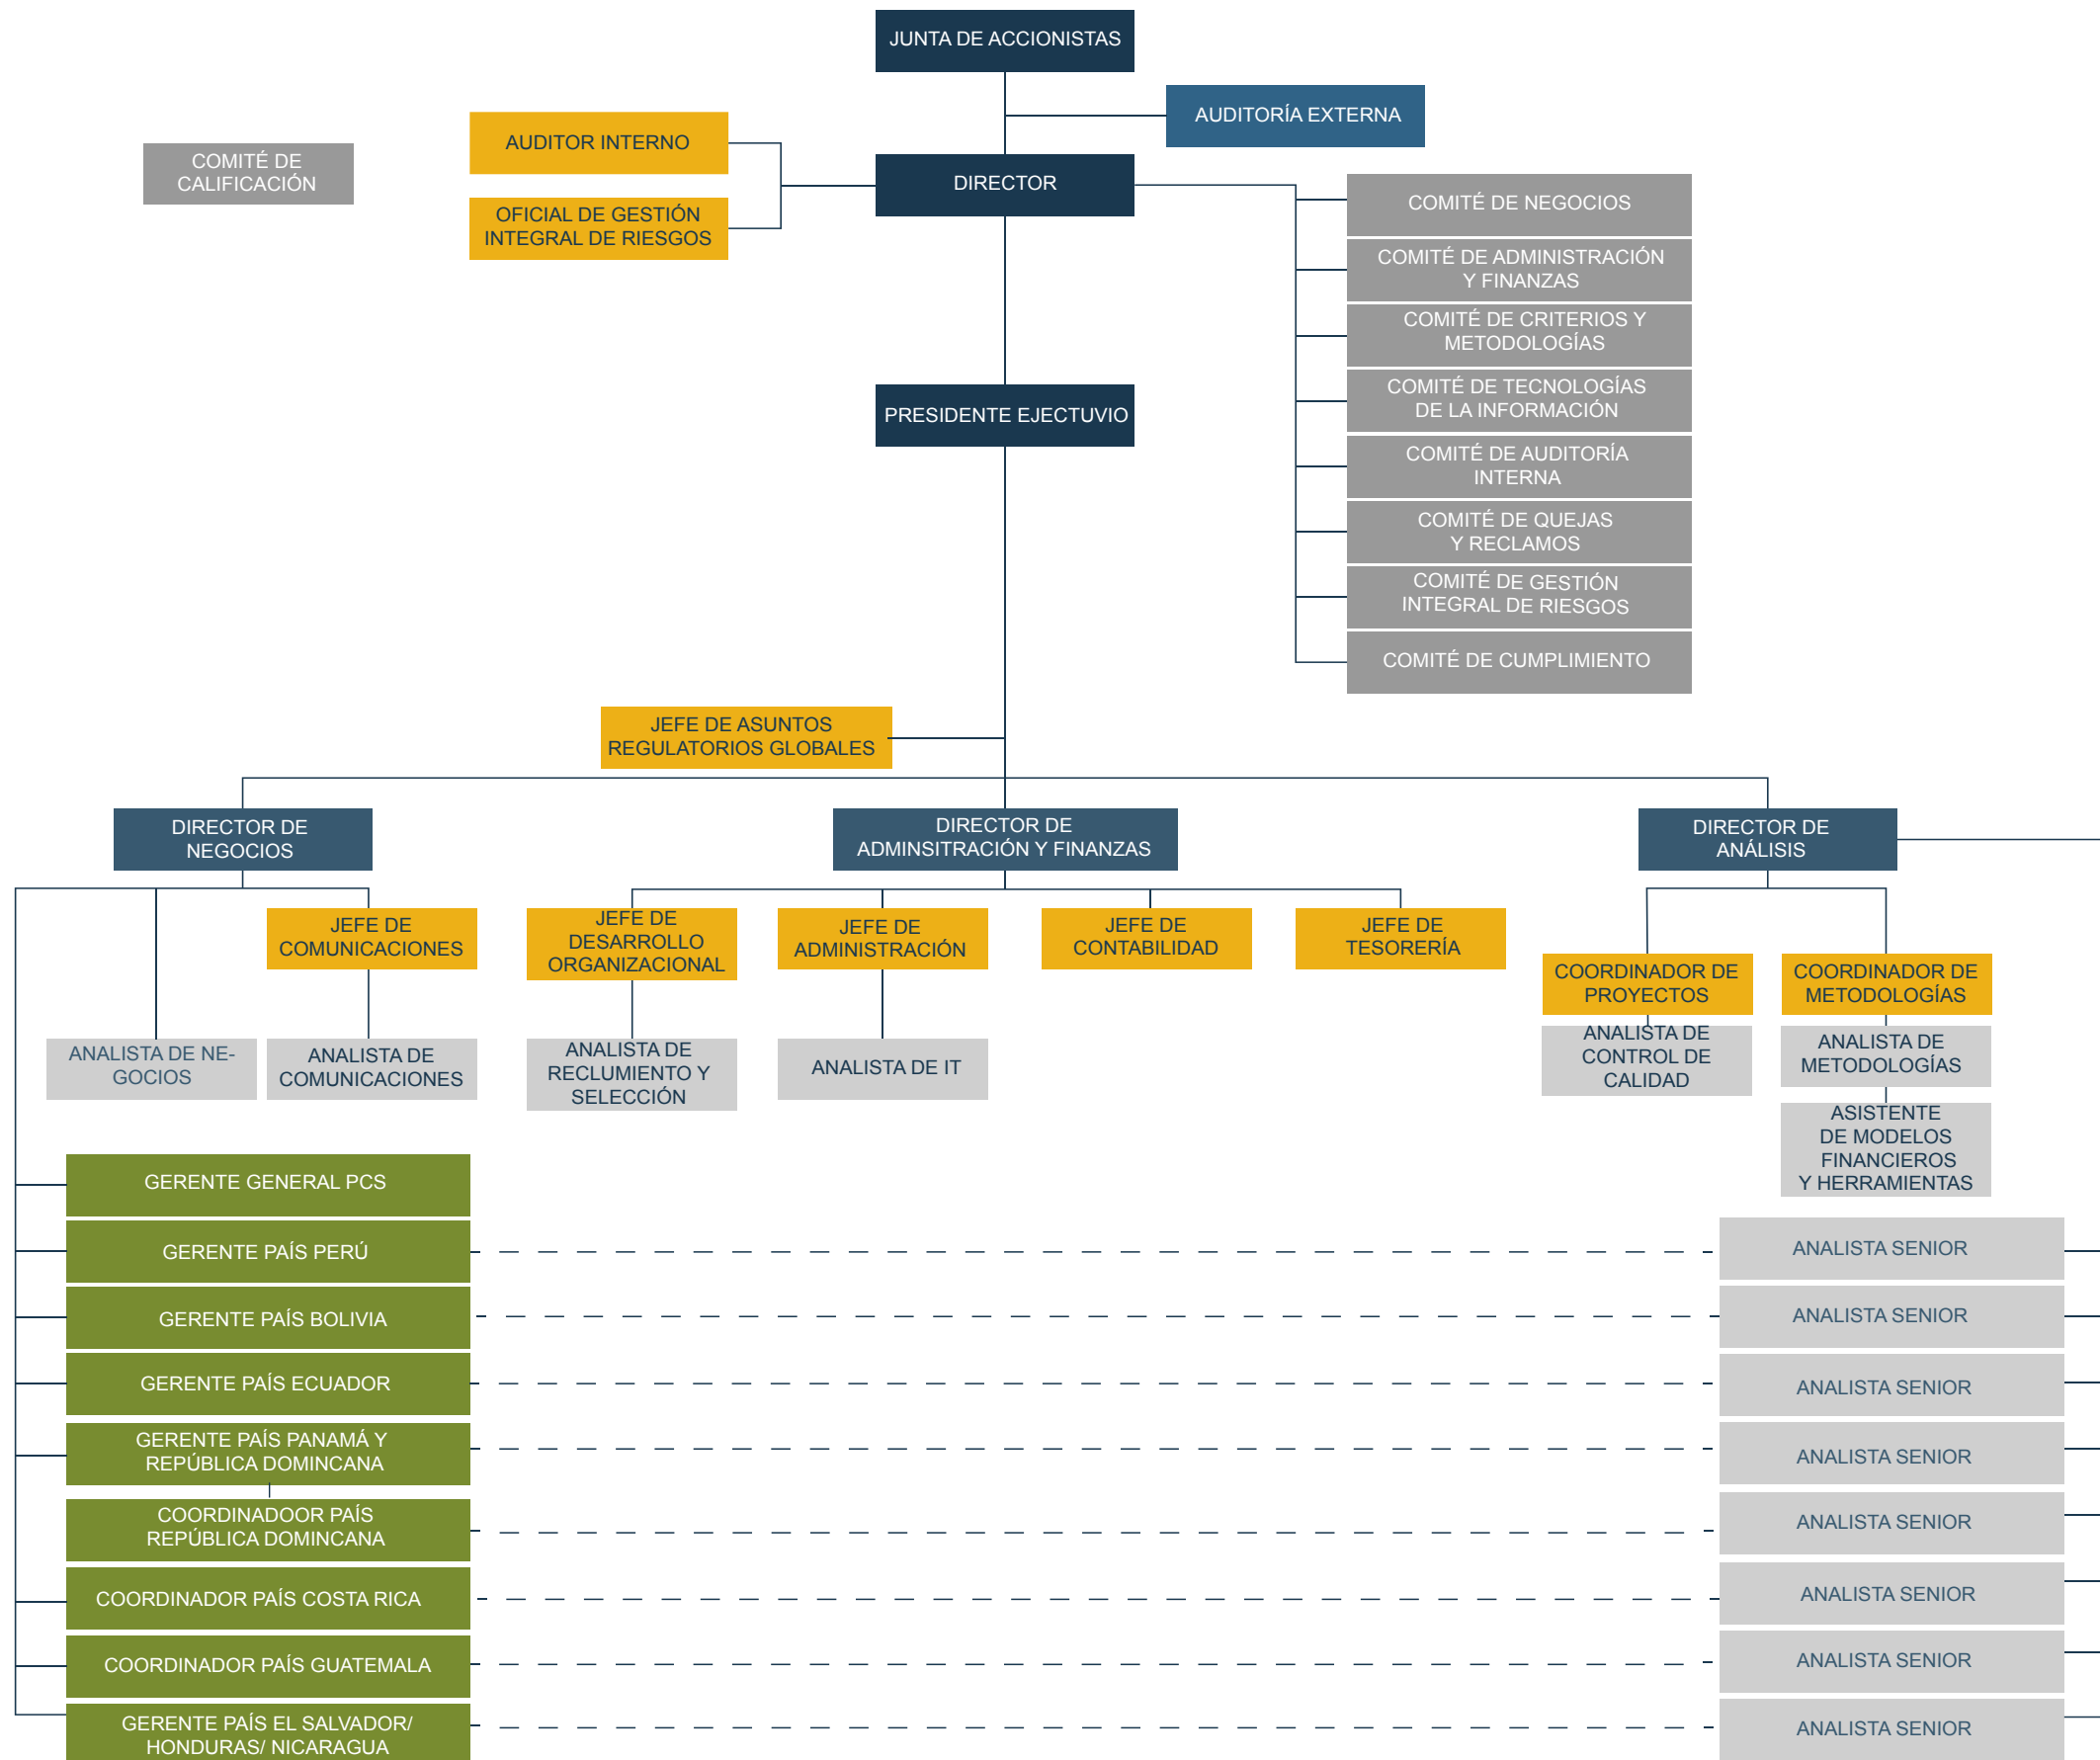 JUNTA DE ACCIONISTAS
AUDITORÍA EXTERNA
AUDITOR INTERNO
COMITÉ DE
CALIFICACIÓN
DIRECTOR
OFICIAL DE GESTIÓN
INTEGRAL DE RIESGOS
COMITÉ DE NEGOCIOS
COMITÉ DE ADMINISTRACIÓN
Y FINANZAS
COMITÉ DE CRITERIOS Y
METODOLOGÍAS
COMITÉ DE TECNOLOGÍAS
DE LA INFORMACIÓN
COMITÉ DE AUDITORÍA
INTERNA
COMITÉ DE QUEJAS
Y RECLAMOS
COMITÉ DE GESTIÓN
INTEGRAL DE RIESGOS
COMITÉ DE CUMPLIMIENTO
PRESIDENTE EJECTUVIO
JEFE DE ASUNTOS
REGULATORIOS GLOBALES
DIRECTOR DE
NEGOCIOS
DIRECTOR DE
ADMINSITRACIÓN Y FINANZAS
DIRECTOR DE
ANÁLISIS
JEFE DE
COMUNICACIONES
JEFE DE
DESARROLLO
ORGANIZACIONAL
JEFE DE
ADMINISTRACIÓN
JEFE DE
CONTABILIDAD
JEFE DE
TESORERÍA
COORDINADOR DE
PROYECTOS
COORDINADOR DE
METODOLOGÍAS
ANALISTA DE NE-
GOCIOS
ANALISTA DE
COMUNICACIONES
ANALISTA DE
RECLUMIENTO Y
SELECCIÓN
ANALISTA DE IT
ANALISTA DE
CONTROL DE
CALIDAD
ANALISTA DE
METODOLOGÍAS
ASISTENTE
DE MODELOS
FINANCIEROS
Y HERRAMIENTAS
GERENTE GENERAL PCS
GERENTE PAÍS PERÚ
ANALISTA SENIOR
GERENTE PAÍS BOLIVIA
ANALISTA SENIOR
GERENTE PAÍS ECUADOR
ANALISTA SENIOR
GERENTE PAÍS PANAMÁ Y
REPÚBLICA DOMINCANA
ANALISTA SENIOR
COORDINADOOR PAÍS
REPÚBLICA DOMINCANA
ANALISTA SENIOR
COORDINADOR PAÍS COSTA RICA
ANALISTA SENIOR
COORDINADOR PAÍS GUATEMALA
ANALISTA SENIOR
GERENTE PAÍS EL SALVADOR/
HONDURAS/ NICARAGUA
ANALISTA SENIOR